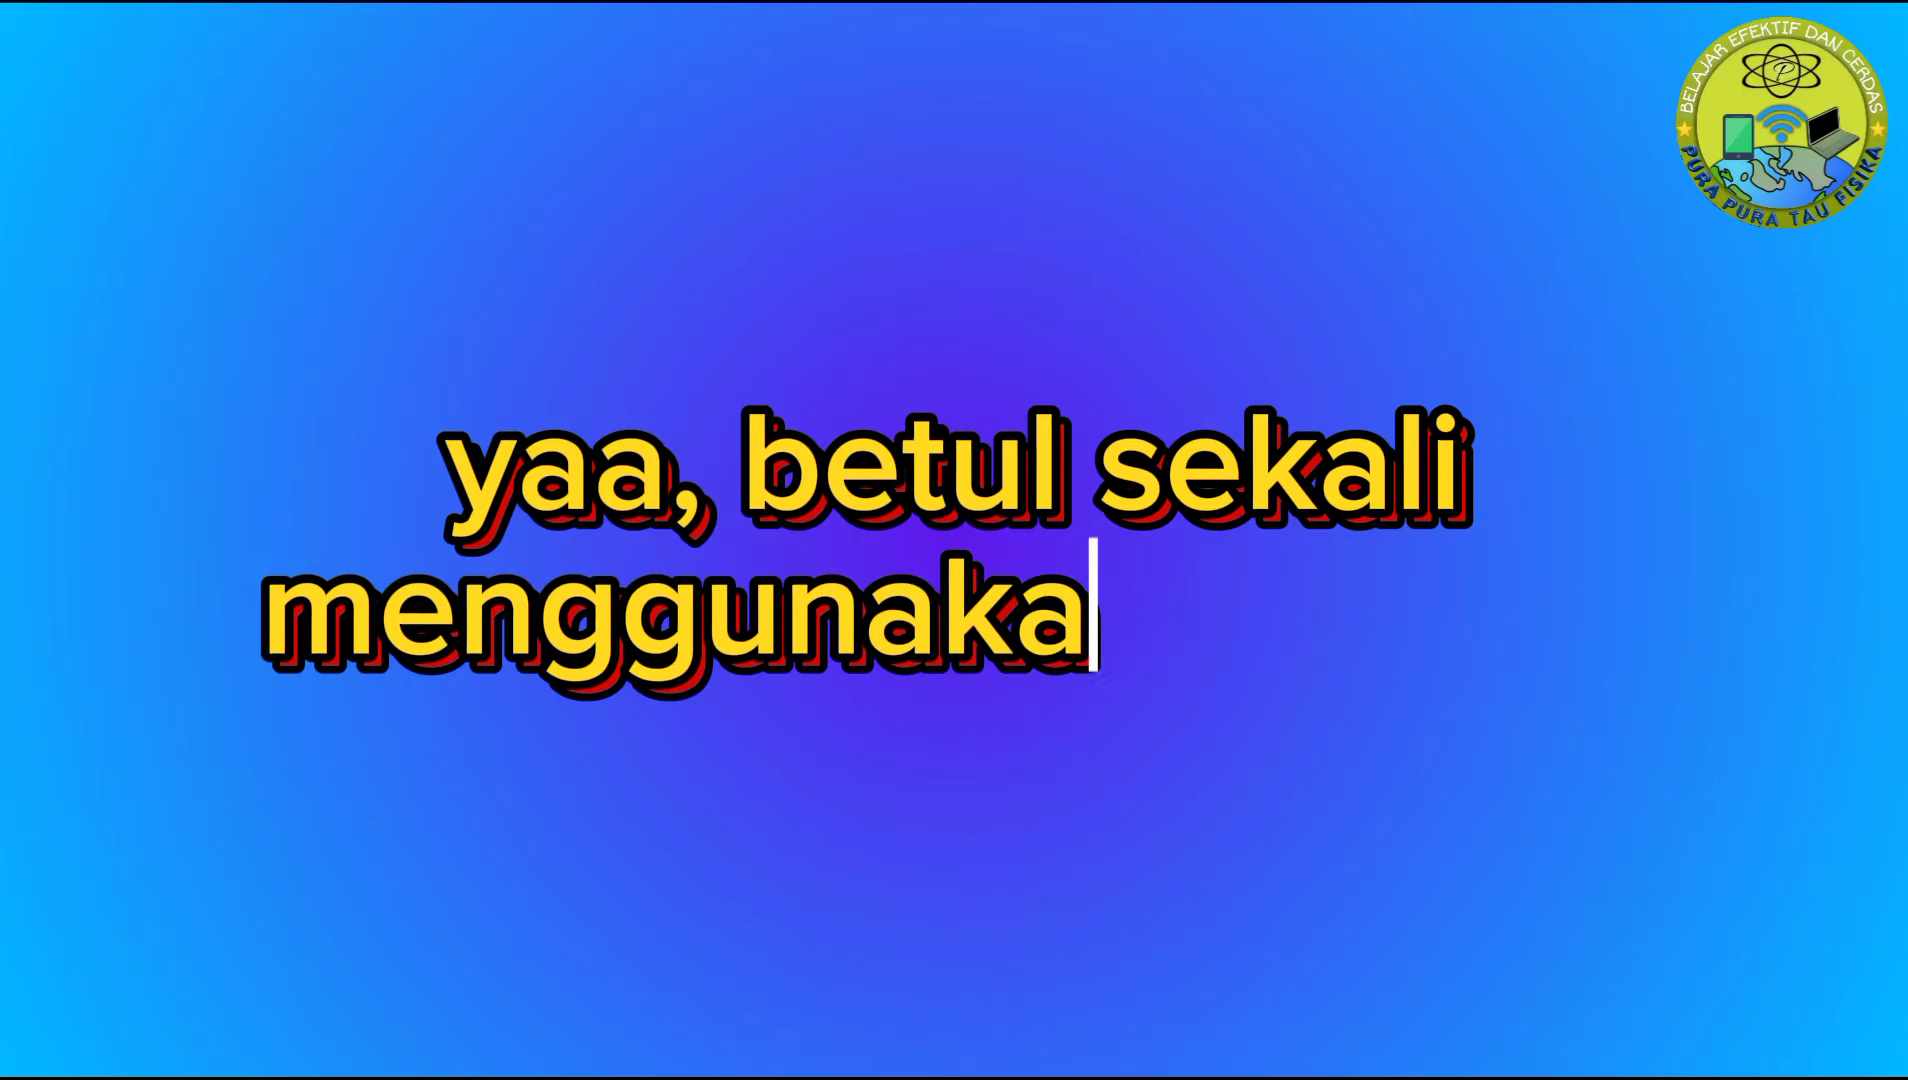 BELAJAR EFEKTIF DAN CERDAS
P
PURA PURA TAU FISIKA
yaa, betul sekali
menggunaka